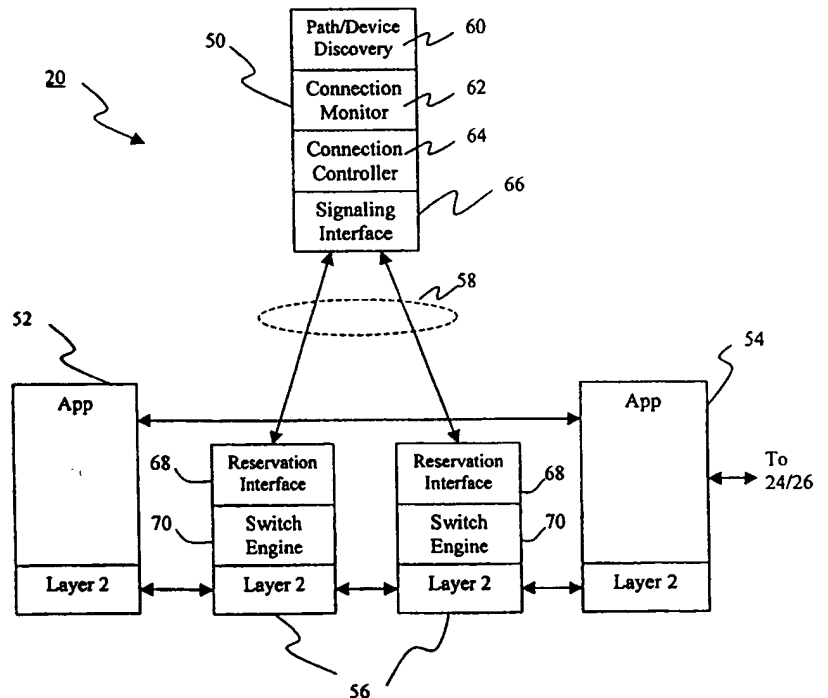 Path/Device
Discovery
60
50
20
Connection
Monitor
62
Connection
Controller
64
Signaling
Interface
66
58
52
54
App
App
To
24/26
68
Reservation
Interface
Reservation
Interface
68
70
Switch
Engine
Switch
Engine
70
Layer 2
Layer 2
Layer 2
Layer 2
56